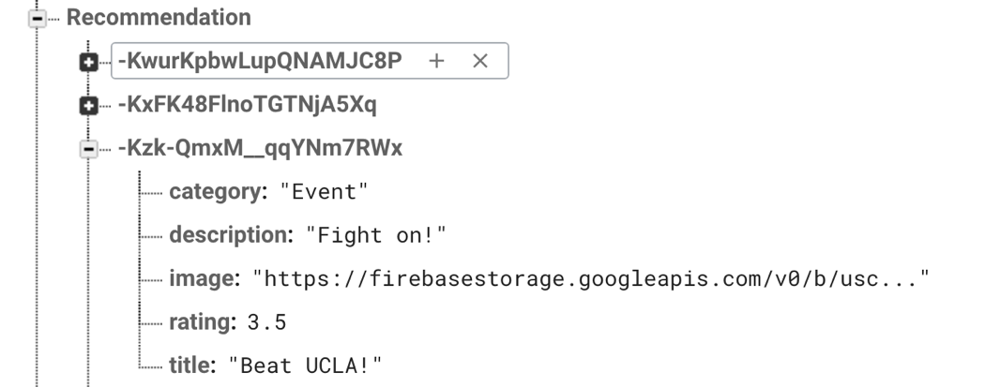 Recommendation
-KwurKpbwLupQNAMJC8P + ×
-KxFK48FlnoTGTNjA5Xq
-Kzk-QmxM__qqYNm7RWx
category: "Event"
description: "Fight on!"
image: "https://firebasestorage.googleapis.com/v0/b/usc..."
rating: 3.5
title: "Beat UCLA!"